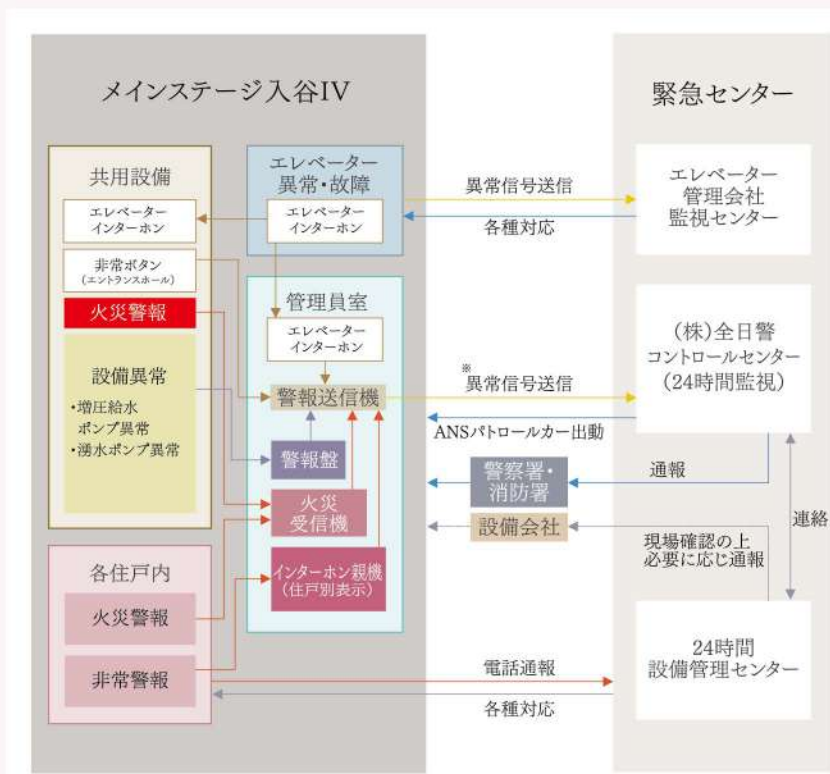 メインステージ入谷IV
共用設備
エレベーター
インターホン
非常ボタン
(エントランスホール)
火災警報
設備異常
・増圧給水
ポンプ異常
・湧水ポンプ異常
各住戸内
火災警報
非常警報
エレベーター
異常・故障
エレベーター
インターホン
管理員室
エレベーター
インターホン
警報送信機
警報盤
火災
受信機
インターホン親機
(住戸別表示)
異常信号送信
各種対応
※
異常信号送信
ANSパトロールカー出動
警察署・
消防署
通報
設備会社
連絡
現場確認の上
必要に応じ通報
電話通報
各種対応
緊急センター
エレベーター
管理会社
監視センター
(株)全日警
コントロールセンター
(24時間監視)
24時間
設備管理センター